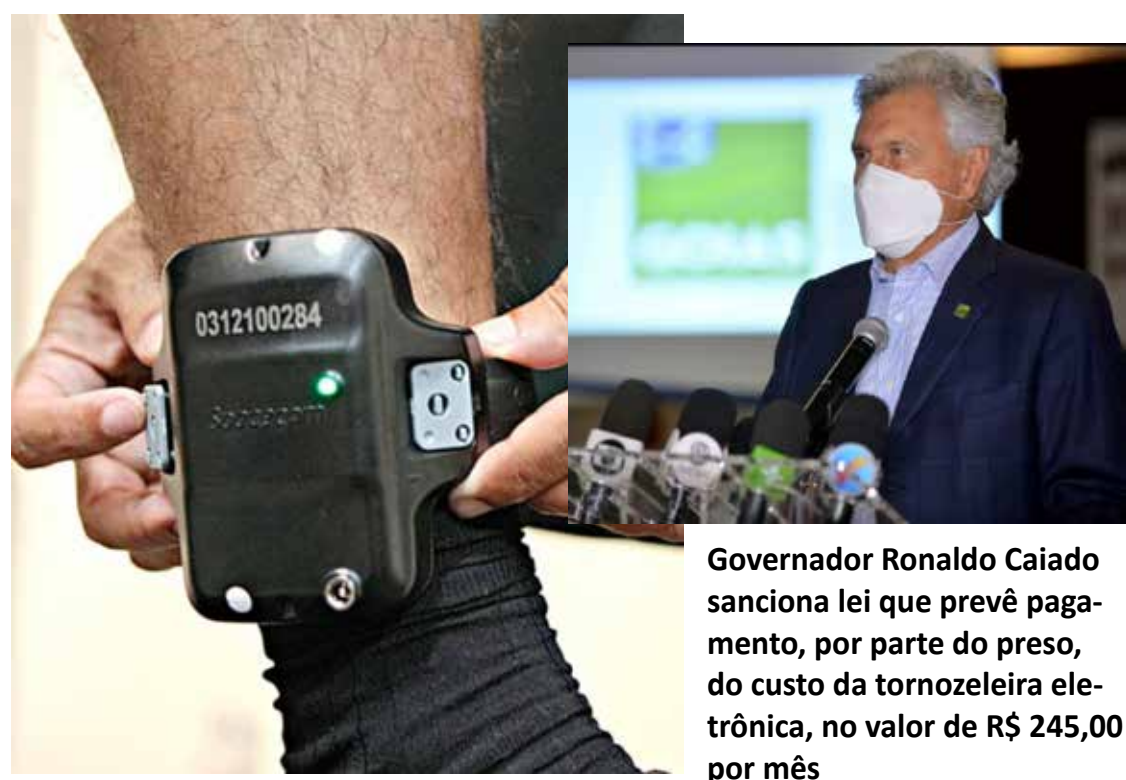 0312100284
Governador Ronaldo Caiado
sanciona lei que prevê paga-
mento, por parte do preso,
do custo da tornozeleira ele-
trônica, no valor de R$ 245,00
por mês